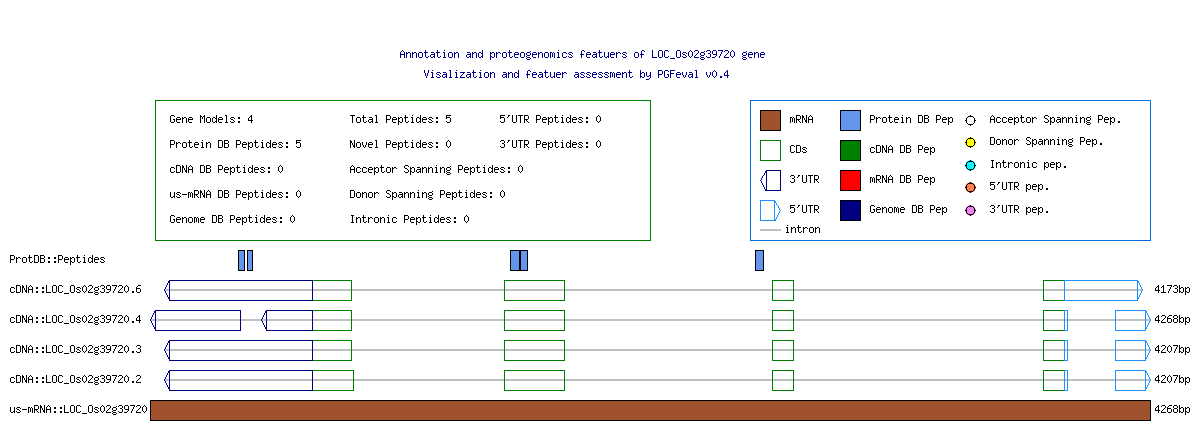 Annotation and proteogenomics featuers of LOC_Os02g39720 gene
Visalization and featuer assessment by PGFeval v0.4
Gene Models: 4 Total Peptides: 5 5'UTR Peptides: 0
Protein DB Peptides: 5 Novel Peptides: 0 3'UTR Peptides: 0
cDNA DB Peptides: 0 Acceptor Spanning Peptides: 0
us-mRNA DB Peptides: 0 Donor Spanning Peptides: 0
Genome DB Peptides: 0 Intronic Peptides: 0
mRNA Protein DB Pep Acceptor Spanning Pep.
CDs cDNA DB Pep Donor Spanning Pep.
3'UTR mRNA DB Pep Intronic pep.
5'UTR Genome DB Pep 5'UTR pep.
intron 3'UTR pep.
ProtDB::Peptides
cDNA::LOC_Os02g39720.6 4173bp
cDNA::LOC_Os02g39720.4 4268bp
cDNA::LOC_Os02g39720.3 4207bp
cDNA::LOC_Os02g39720.2 4207bp
us-mRNA::LOC_Os02g39720 4268bp